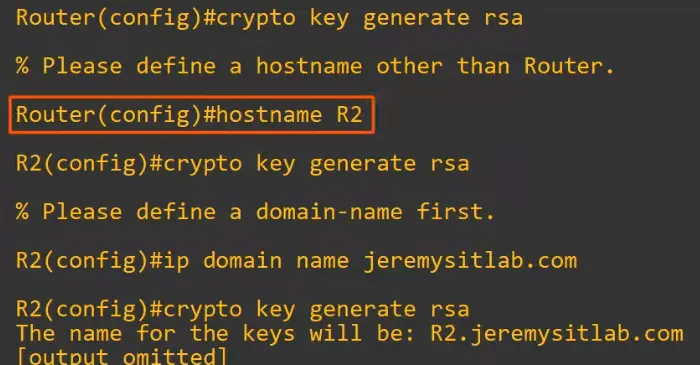 Router(config)#crypto key generate rsa
% Please define a hostname other than Router.
Router(config)#hostname R2
R2(config)#crypto key generate rsa
% Please define a domain-name first.
R2(config)#ip domain name jeremysitlab.com
R2(config)#crypto key generate rsa
The name for the keys will be: R2.jeremysitlab.com
[output omitted]